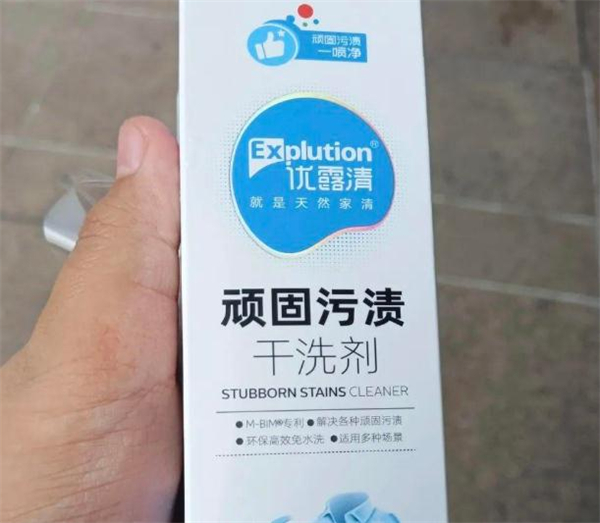 顽固污渍
一喷净
Explution®
优露清
就是天然家清
顽固污渍
干洗剂
STUBBORN STAINS CLEANER
●M-BIM®专利 ●解决各种顽固污渍
●环保高效免水洗 ●适用多种场景